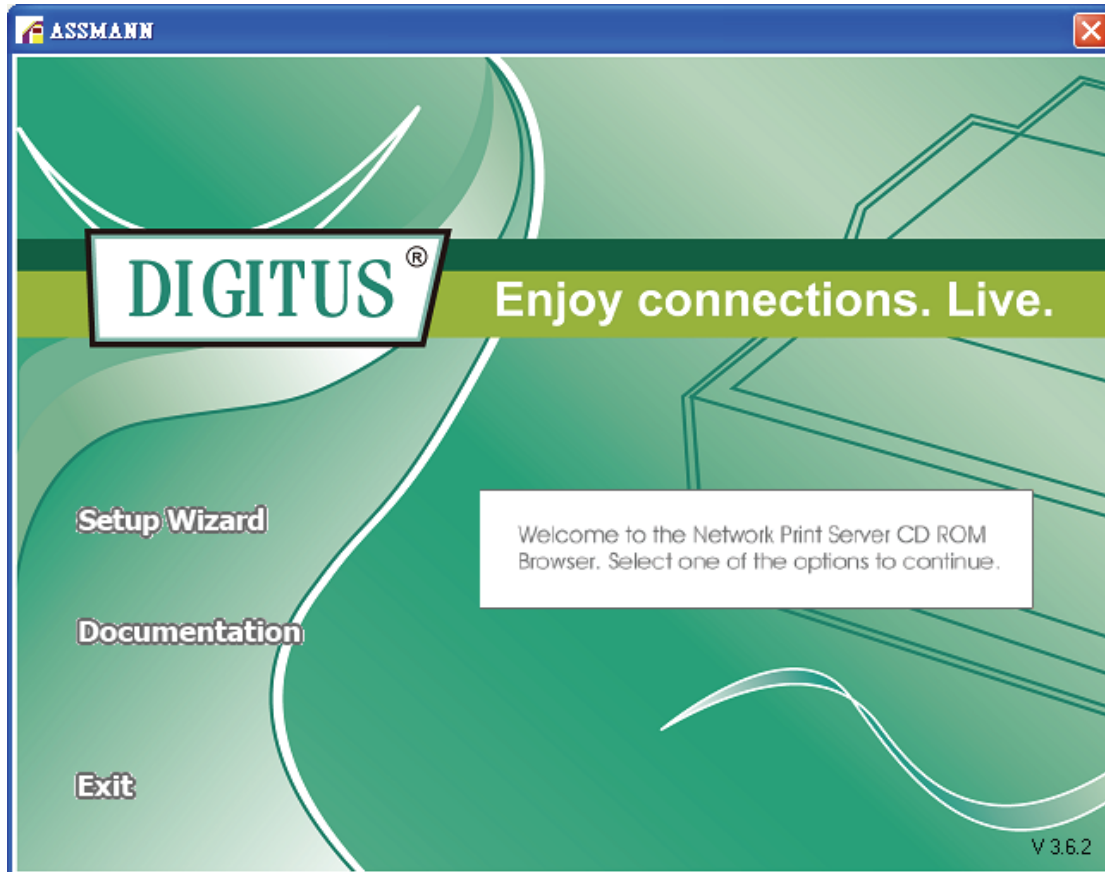 ASSMANN
DIGITUS®
Enjoy connections. Live.
Setup Wizard
Welcome to the Network Print Server CD ROM
Browser. Select one of the options to continue.
Documentation
Exit
V 3.6.2